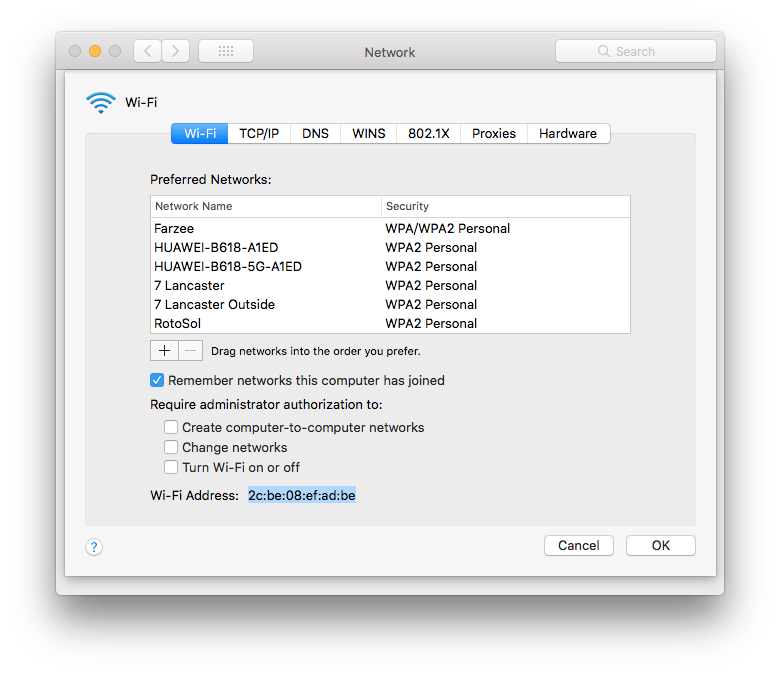 Network
Search
Wi-Fi
Wi-Fi TCP/IP DNS WINS 802.1X Proxies Hardware
Preferred Networks:
Network Name Security
Farzee WPA/WPA2 Personal
HUAWEI-B618-A1ED WPA2 Personal
HUAWEI-B618-5G-A1ED WPA2 Personal
7 Lancaster WPA2 Personal
7 Lancaster Outside WPA2 Personal
RotoSol WPA2 Personal
+ − Drag networks into the order you prefer.
Remember networks this computer has joined
Require administrator authorization to:
Create computer-to-computer networks
Change networks
Turn Wi-Fi on or off
Wi-Fi Address: 2c:be:08:ef:ad:be
? Cancel OK